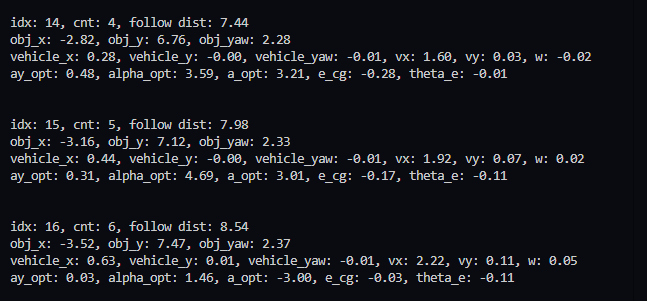 idx: 14, cnt: 4, follow dist: 7.44
obj_x: -2.82, obj_y: 6.76, obj_yaw: 2.28
vehicle_x: 0.28, vehicle_y: -0.00, vehicle_yaw: -0.01, vx: 1.60, vy: 0.03, w: -0.02
ay_opt: 0.48, alpha_opt: 3.59, a_opt: 3.21, e_cg: -0.28, theta_e: -0.01
idx: 15, cnt: 5, follow dist: 7.98
obj_x: -3.16, obj_y: 7.12, obj_yaw: 2.33
vehicle_x: 0.44, vehicle_y: -0.00, vehicle_yaw: -0.01, vx: 1.92, vy: 0.07, w: 0.02
ay_opt: 0.31, alpha_opt: 4.69, a_opt: 3.01, e_cg: -0.17, theta_e: -0.11
idx: 16, cnt: 6, follow dist: 8.54
obj_x: -3.52, obj_y: 7.47, obj_yaw: 2.37
vehicle_x: 0.63, vehicle_y: 0.01, vehicle_yaw: -0.01, vx: 2.22, vy: 0.11, w: 0.05
ay_opt: 0.03, alpha_opt: 1.46, a_opt: -3.00, e_cg: -0.03, theta_e: -0.11